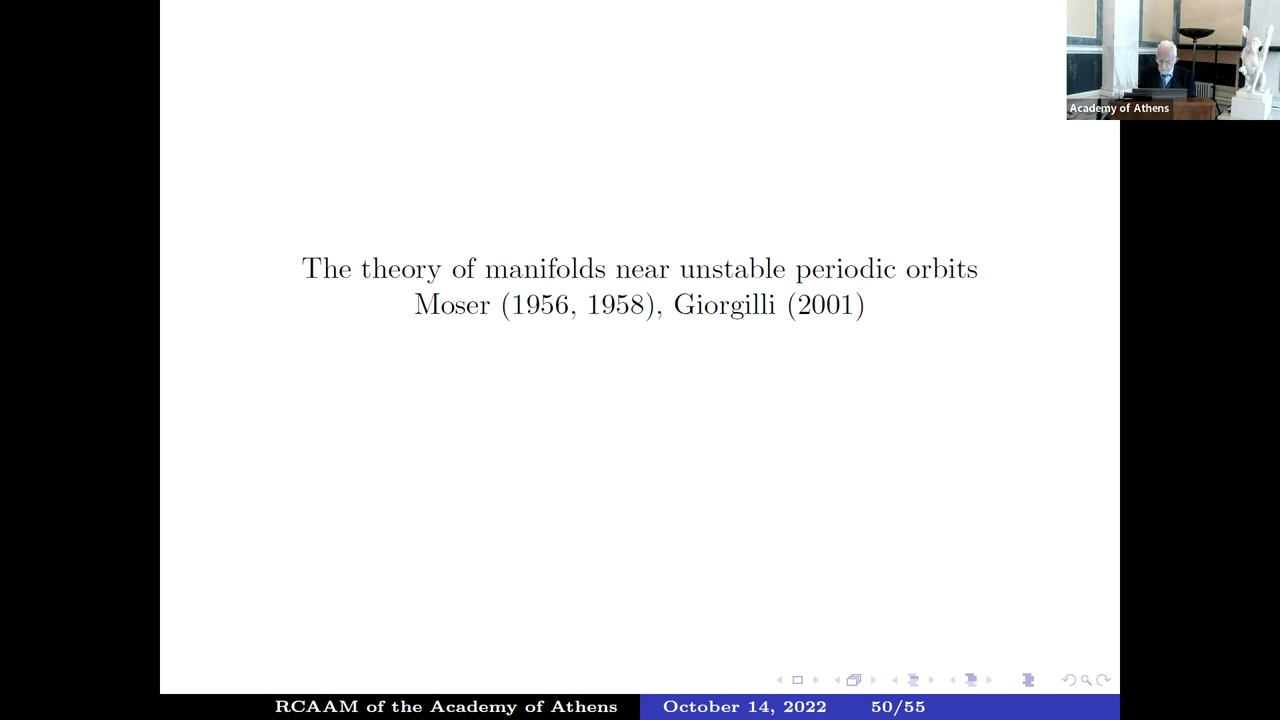 Academy of Athens
The theory of manifolds near unstable periodic orbits
Moser (1956, 1958), Giorgilli (2001)
RCAAM of the Academy of Athens October 14, 2022 50/55